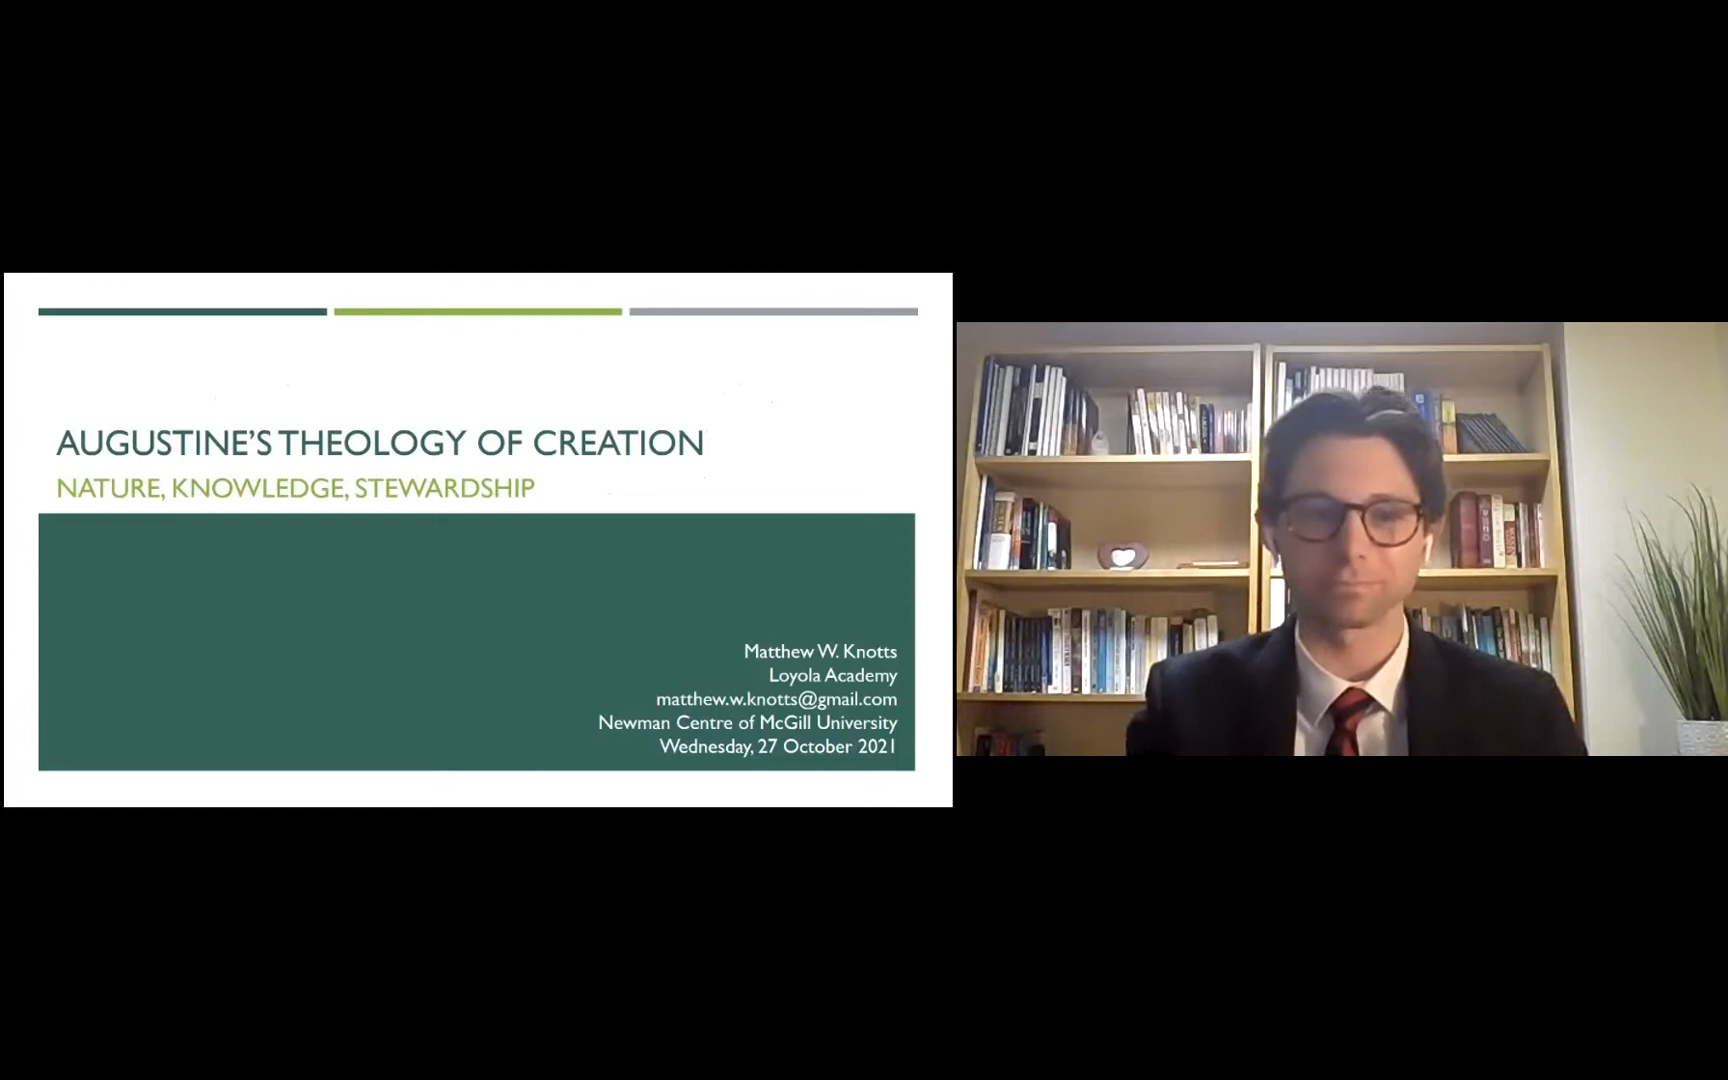 AUGUSTINE'S THEOLOGY OF CREATION
NATURE, KNOWLEDGE, STEWARDSHIP
Matthew W. Knotts
Loyola Academy
matthew.w.knotts@gmail.com
Newman Centre of McGill University
Wednesday, 27 October 2021